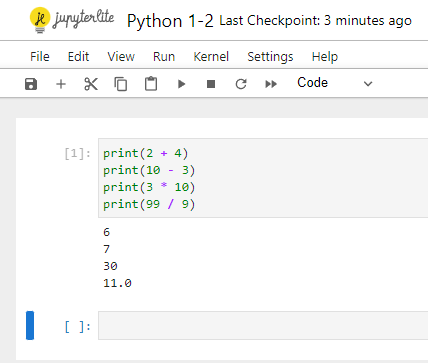 jupyterlite Python 1-2 Last Checkpoint: 3 minutes ago
File Edit View Run Kernel Settings Help
Code
[1]: print(2 + 4)
print(10 - 3)
print(3 * 10)
print(99 / 9)
6
7
30
11.0
[ ]: